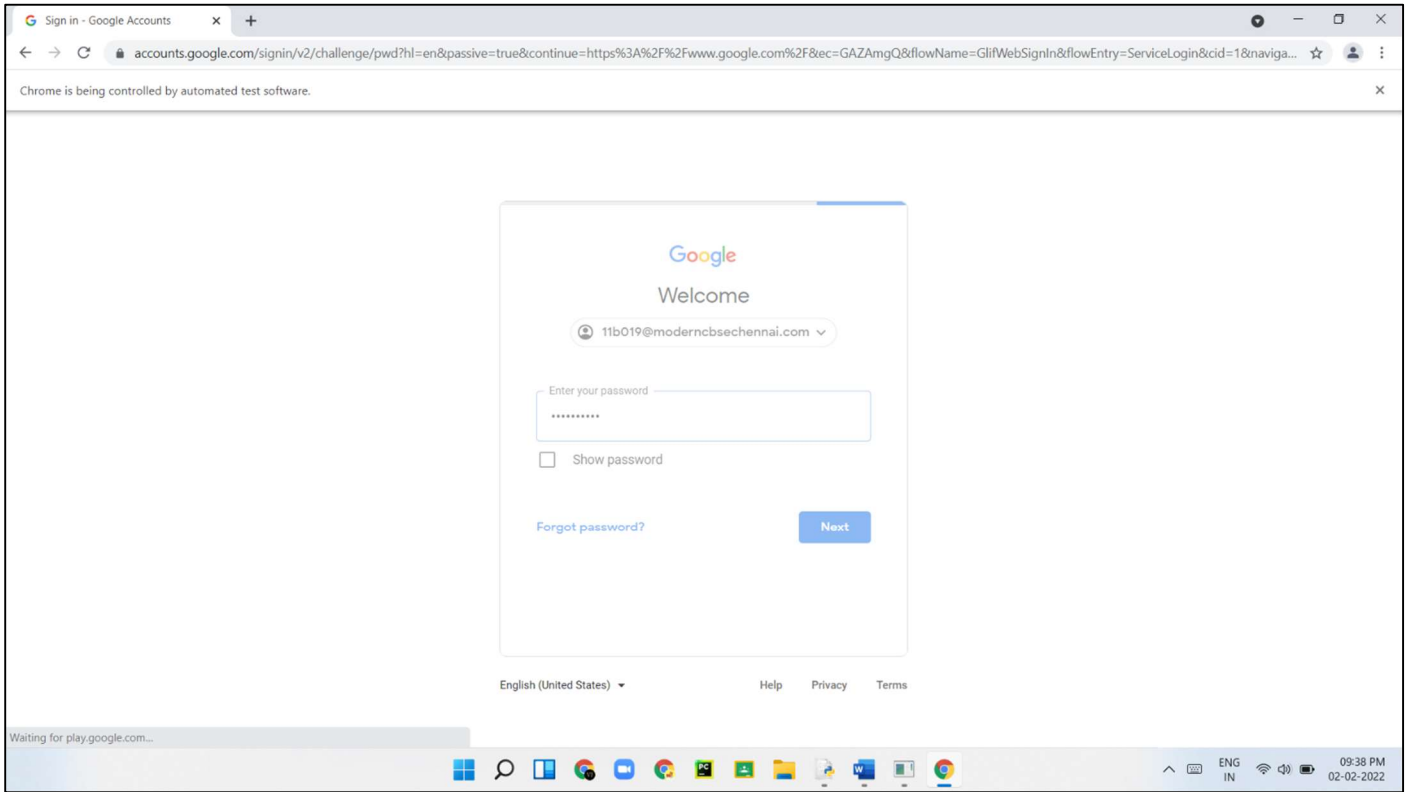 Sign in - Google Accounts
accounts.google.com/signin/v2/challenge/pwd?hl=en&passive=true&continue=https%3A%2F%2Fwww.google.com%2F&ec=GAZAmgQ&flowName=GlifWebSignIn&flowEntry=ServiceLogin&cid=1&naviga...
Chrome is being controlled by automated test software.
Google
Welcome
11b019@moderncbsechennai.com
Enter your password
••••••••••
Show password
Forgot password? Next
English (United States) Help Privacy Terms
Waiting for play.google.com...
ENG 09:38 PM
IN 02-02-2022